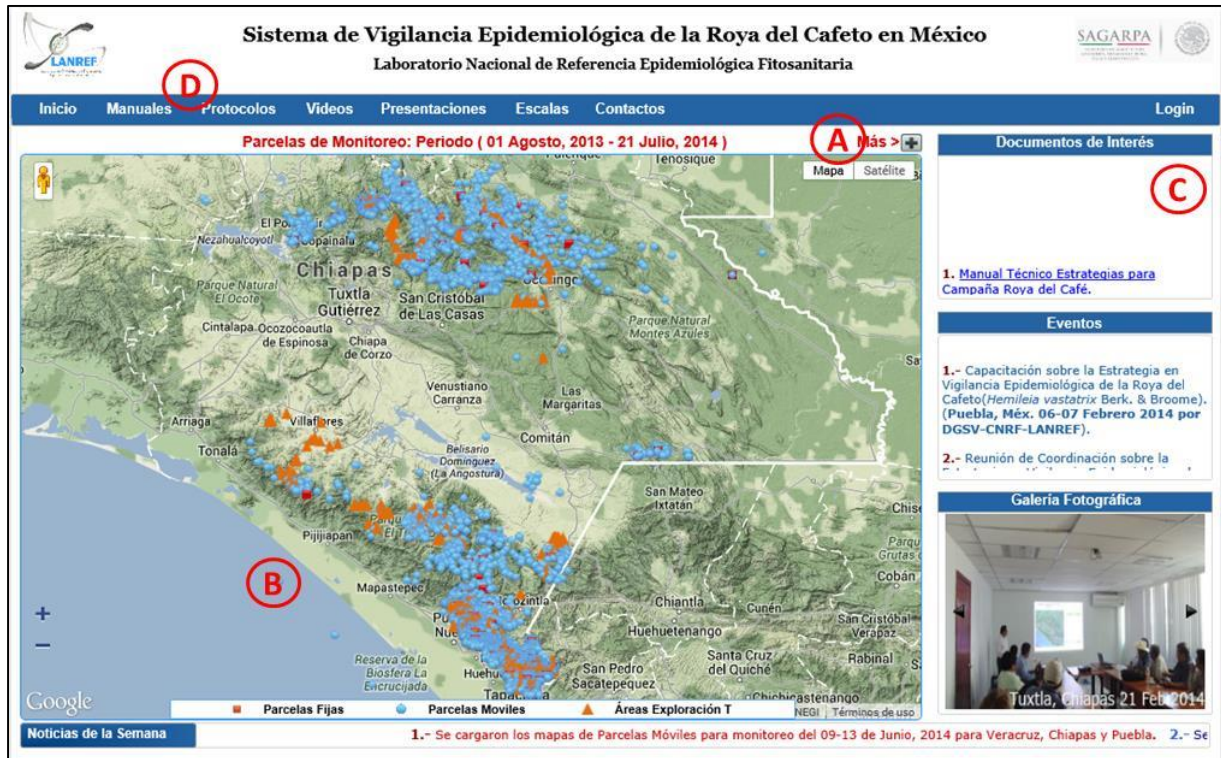 Sistema de Vigilancia Epidemiológica de la Roya del Cafeto en México
Laboratorio Nacional de Referencia Epidemiológica Fitosanitaria
LANREF
SAGARPA
D
Inicio Manuales Protocolos Videos Presentaciones Escalas Contactos Login
Parcelas de Monitoreo: Periodo ( 01 Agosto, 2013 - 21 Julio, 2014 )
A
Más >
Mapa Satélite
Tenosique
Nezahualcoyotl
Copainala
Chiapas
Parque Natural
El Ocote
Tuxtla
Gutiérrez
San Cristóbal
de Las Casas
Cintalapa
Ocozocoautla
de Espinosa
Chiapa
de Corzo
Parque Natural
Montes Azules
Venustiano
Carranza
Las
Margaritas
Arriaga
Villaflores
Tonalá
Comitán
Belisario
Dominguez
(La Angostura)
San Mateo
Ixtatán
Pijijiapan
Parque
Grutas
B
Mapastepec
Cobán
Chiantla
Cunén
Huehuetenango
San Cristóbal
Verapaz
Reserva de la
Biosfera La
Encrucijada
San Pedro
Sacatepequez
Santa Cruz
del Quiché
Rabinal
Google
Términos de uso
Parcelas Fijas Parcelas Moviles Áreas Exploración T
Documentos de Interés
C
1. Manual Técnico Estrategias para
Campaña Roya del Café.
Eventos
1.- Capacitación sobre la Estrategia en
Vigilancia Epidemiológica de la Roya del
Cafeto(Hemileia vastatrix Berk. & Broome).
(Puebla, Méx. 06-07 Febrero 2014 por
DGSV-CNRF-LANREF).
2.- Reunión de Coordinación sobre la
Galería Fotográfica
Tuxtla, Chiapas 21 Feb 2014
Noticias de la Semana
1.- Se cargaron los mapas de Parcelas Móviles para monitoreo del 09-13 de Junio, 2014 para Veracruz, Chiapas y Puebla. 2.- Se